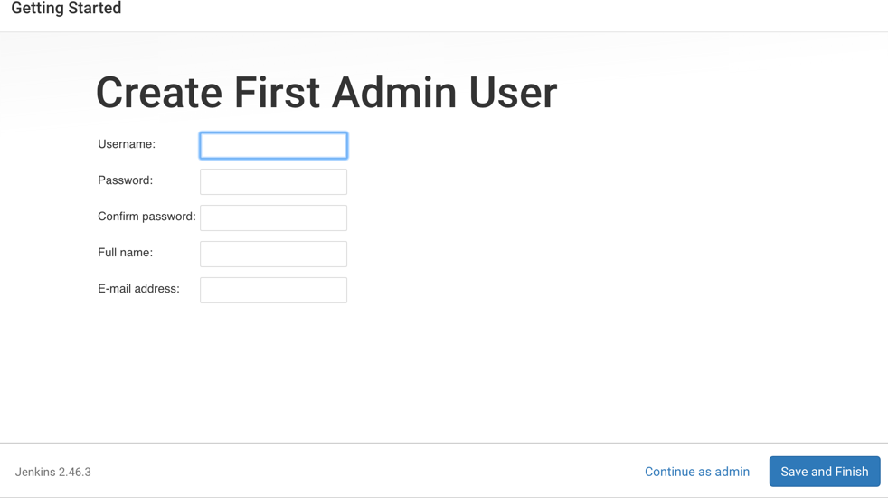 Getting Started
Create First Admin User
Username:
Password:
Confirm password:
Full name:
E-mail address:
Jenkins 2.46.3
Continue as admin
Save and Finish